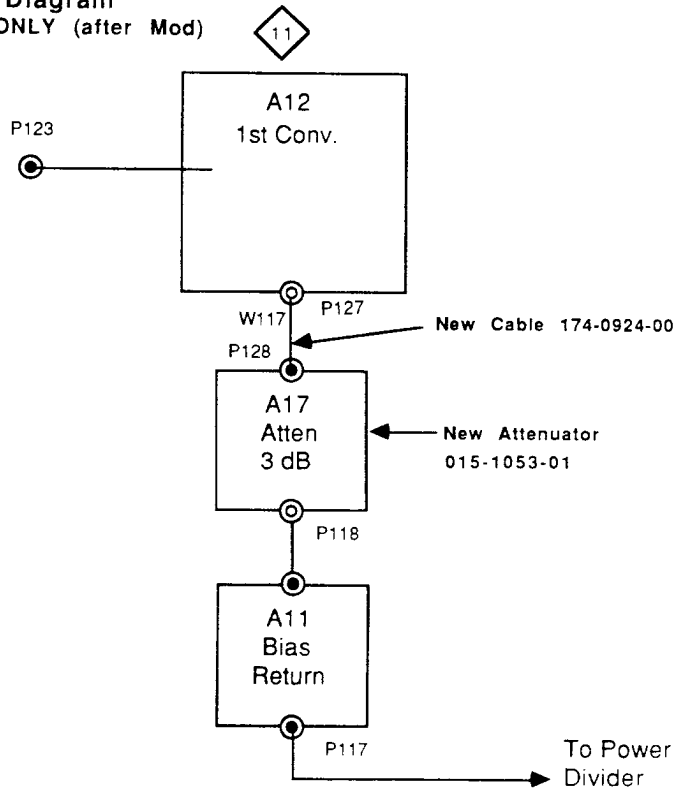 Diagram
ONLY (after Mod)
11
A12
1st Conv.
P123
P127
W117
New Cable 174-0924-00
P128
A17
Atten
3 dB
New Attenuator
015-1053-01
P118
A11
Bias
Return
P117
To Power
Divider